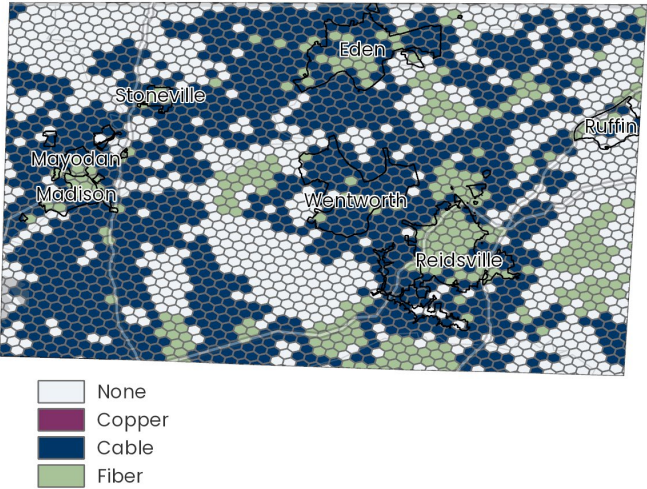 Eden
Stoneville
Ruffin
Mayodan
Madison
Wentworth
Reidsville
None
Copper
Cable
Fiber